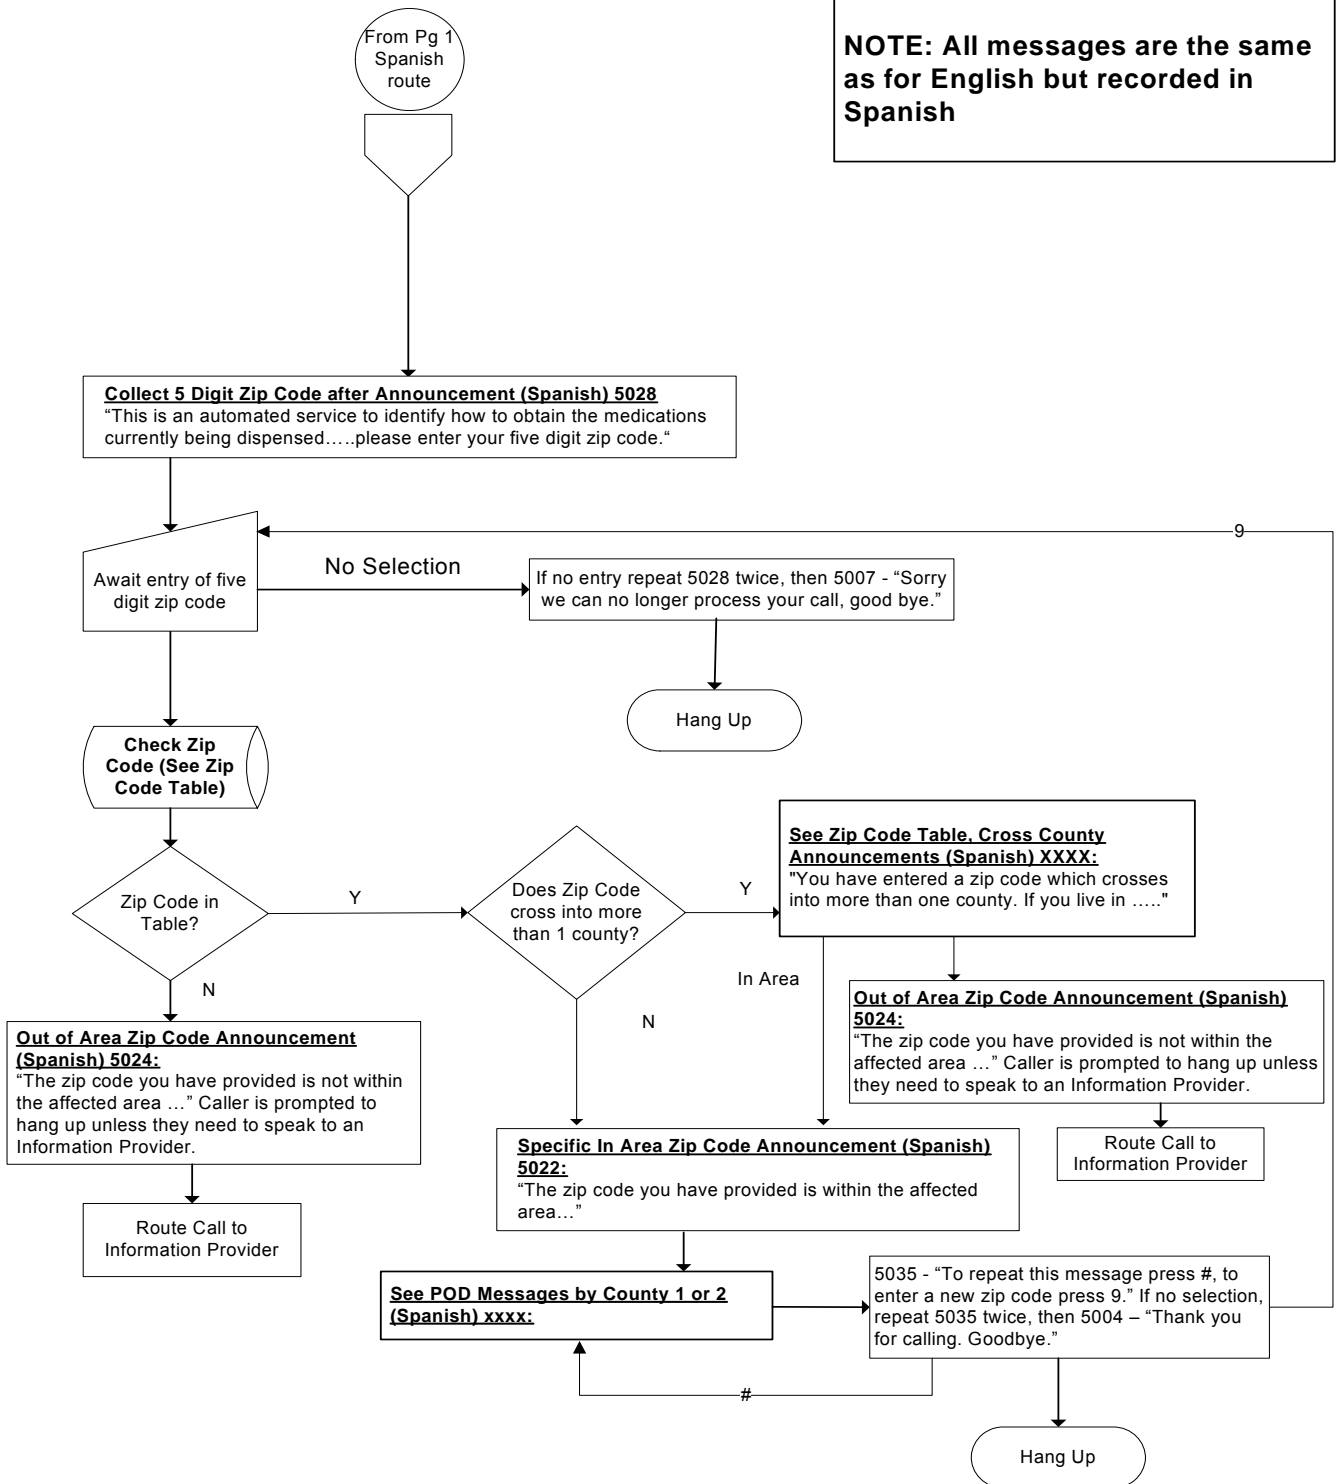 From Pg 1
Spanish
route
NOTE: All messages are the same
as for English but recorded in
Spanish
Collect 5 Digit Zip Code after Announcement (Spanish) 5028
“This is an automated service to identify how to obtain the medications
currently being dispensed…..please enter your five digit zip code.“
9
Await entry of five
digit zip code
No Selection
If no entry repeat 5028 twice, then 5007 - “Sorry
we can no longer process your call, good bye.”
Hang Up
Check Zip
Code (See Zip
Code Table)
Zip Code in
Table?
Y
N
Does Zip Code
cross into more
than 1 county?
Y
N
See Zip Code Table, Cross County
Announcements (Spanish) XXXX:
"You have entered a zip code which crosses
into more than one county. If you live in ….."
In Area
Out of Area Zip Code Announcement (Spanish)
5024:
“The zip code you have provided is not within the
affected area …” Caller is prompted to hang up unless
they need to speak to an Information Provider.
Route Call to
Information Provider
Out of Area Zip Code Announcement
(Spanish) 5024:
“The zip code you have provided is not within
the affected area …” Caller is prompted to
hang up unless they need to speak to an
Information Provider.
Route Call to
Information Provider
Specific In Area Zip Code Announcement (Spanish)
5022:
“The zip code you have provided is within the affected
area…”
See POD Messages by County 1 or 2
(Spanish) xxxx:
5035 - “To repeat this message press #, to
enter a new zip code press 9.” If no selection,
repeat 5035 twice, then 5004 – “Thank you
for calling. Goodbye.”
#
Hang Up